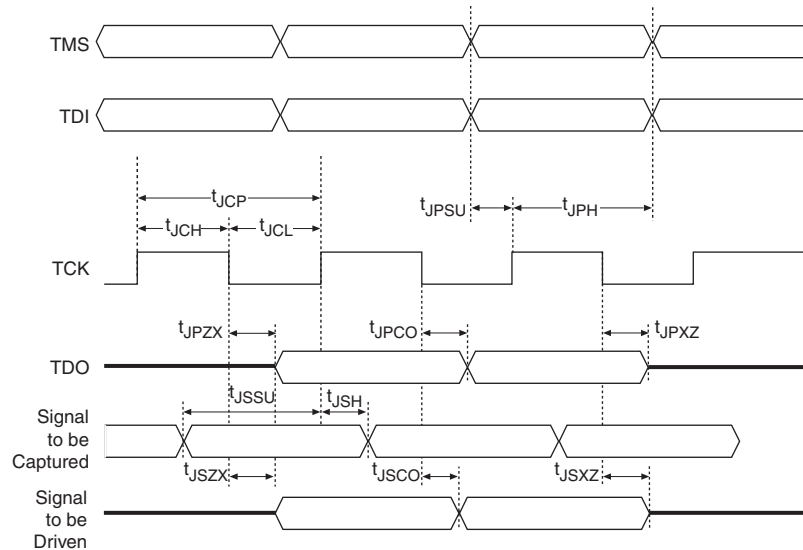 TMS
TDI
tJCP
tJPSU
tJPH
tJCH
tJCL
TCK
tJPZX
tJPCO
tJPXZ
TDO
tJSSU
tJSH
Signal
to be
Captured
tJSZX
tJSCO
tJSXZ
Signal
to be
Driven